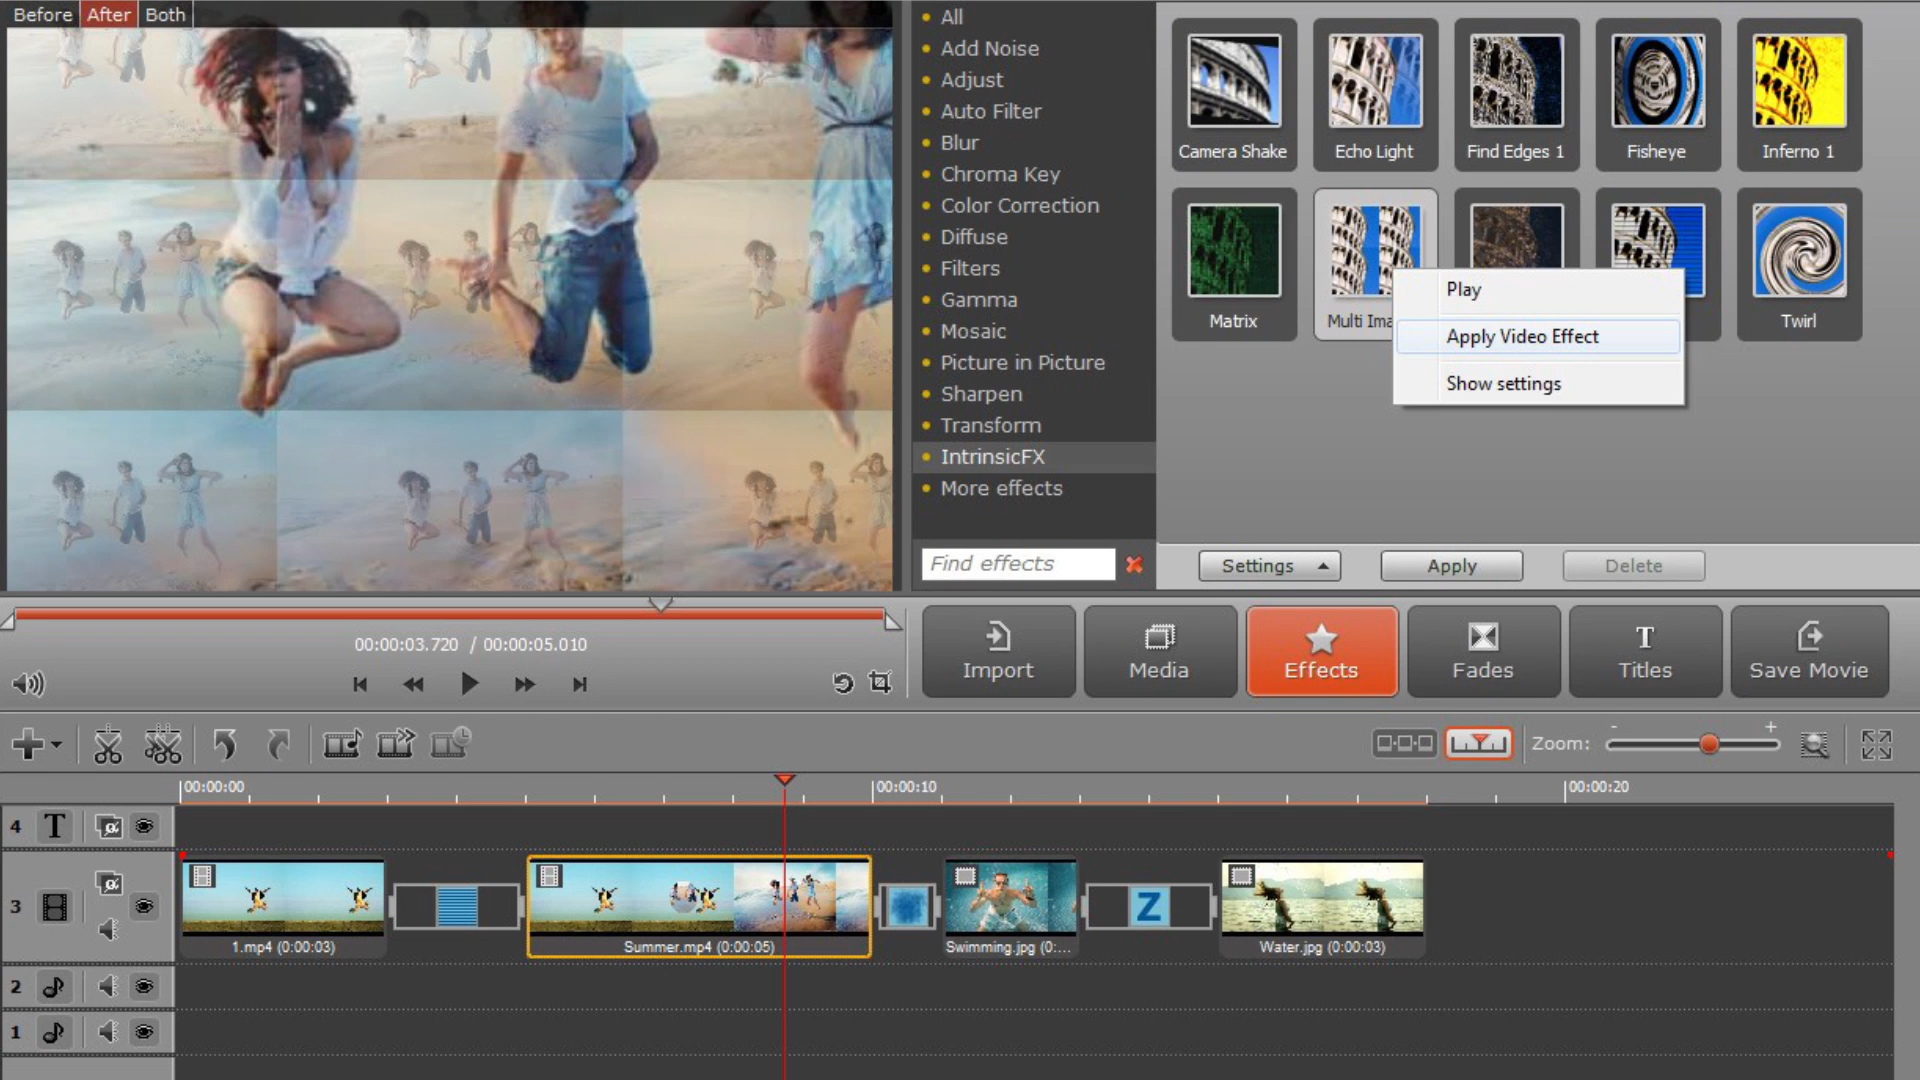 Before After Both
All
Add Noise
Adjust
Auto Filter
Blur
Chroma Key
Color Correction
Diffuse
Filters
Gamma
Mosaic
Picture in Picture
Sharpen
Transform
IntrinsicFX
More effects
Find effects
Camera Shake Echo Light Find Edges 1 Fisheye Inferno 1
Matrix Multi Ima Twirl
Play
Apply Video Effect
Show settings
Settings Apply Delete
00:00:03.720 / 00:00:05.010
Import Media Effects Fades Titles Save Movie
Zoom: - +
00:00:00 00:00:10 00:00:20
4 T
3
Z
1.mp4 (0:00:03) Summer.mp4 (0:00:05) Swimming.jpg (0:... Water.jpg (0:00:03)
2
1